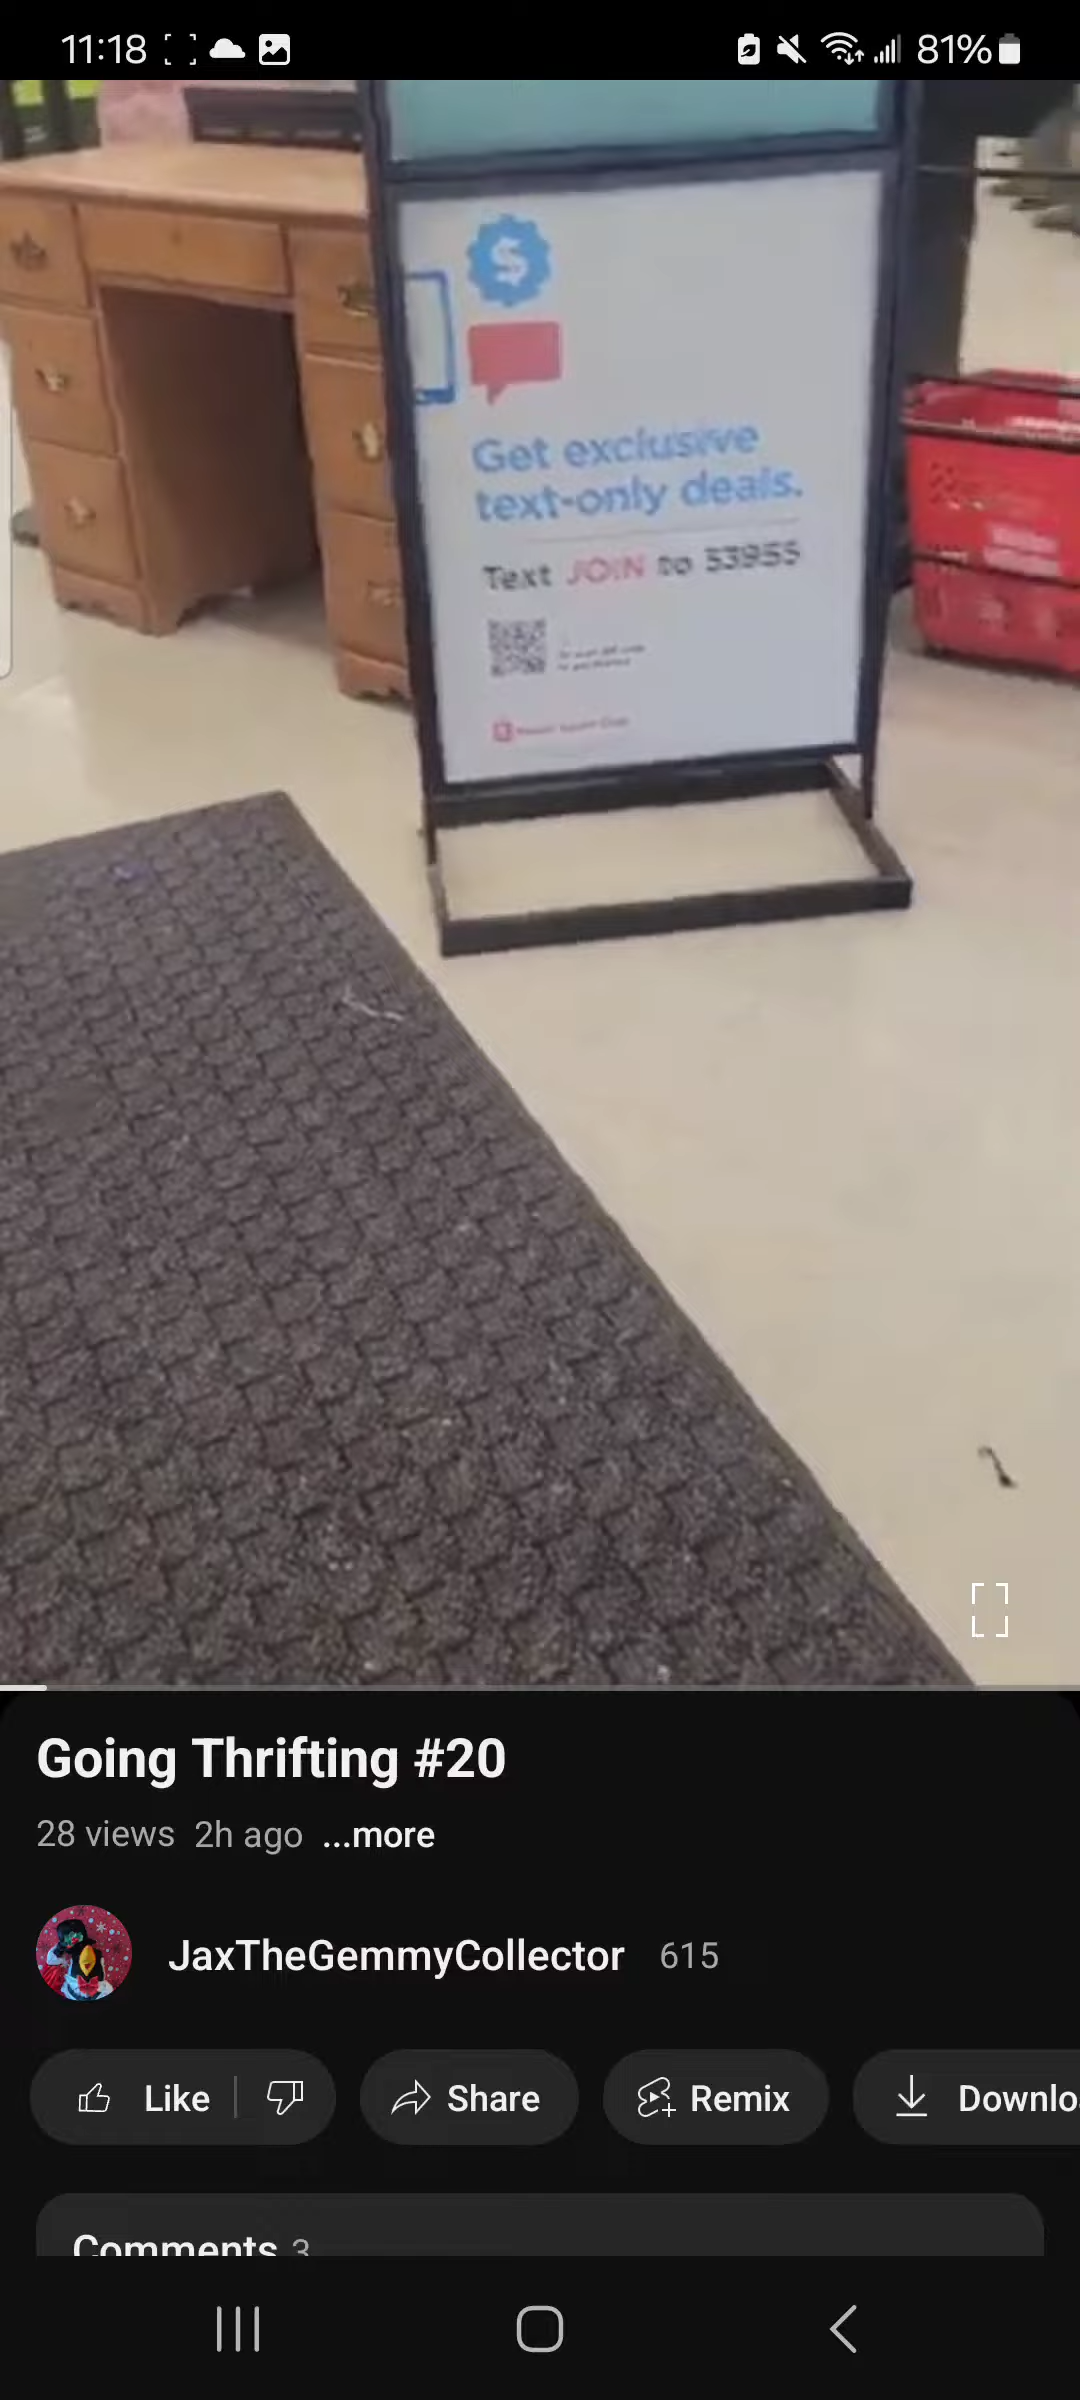 11:18
81%
$
Get exclusive
text-only deals.
Text JOIN to 53955
Going Thrifting #20
28 views 2h ago ...more
JaxTheGemmyCollector 615
Like Share Remix Downlo
Comments 3